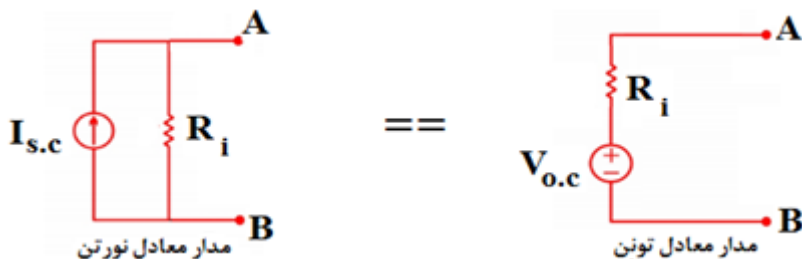 A
I s.c
R i
B
مدار معادل نورتن
==
A
R i
V o.c
+
−
B
مدار معادل تونن